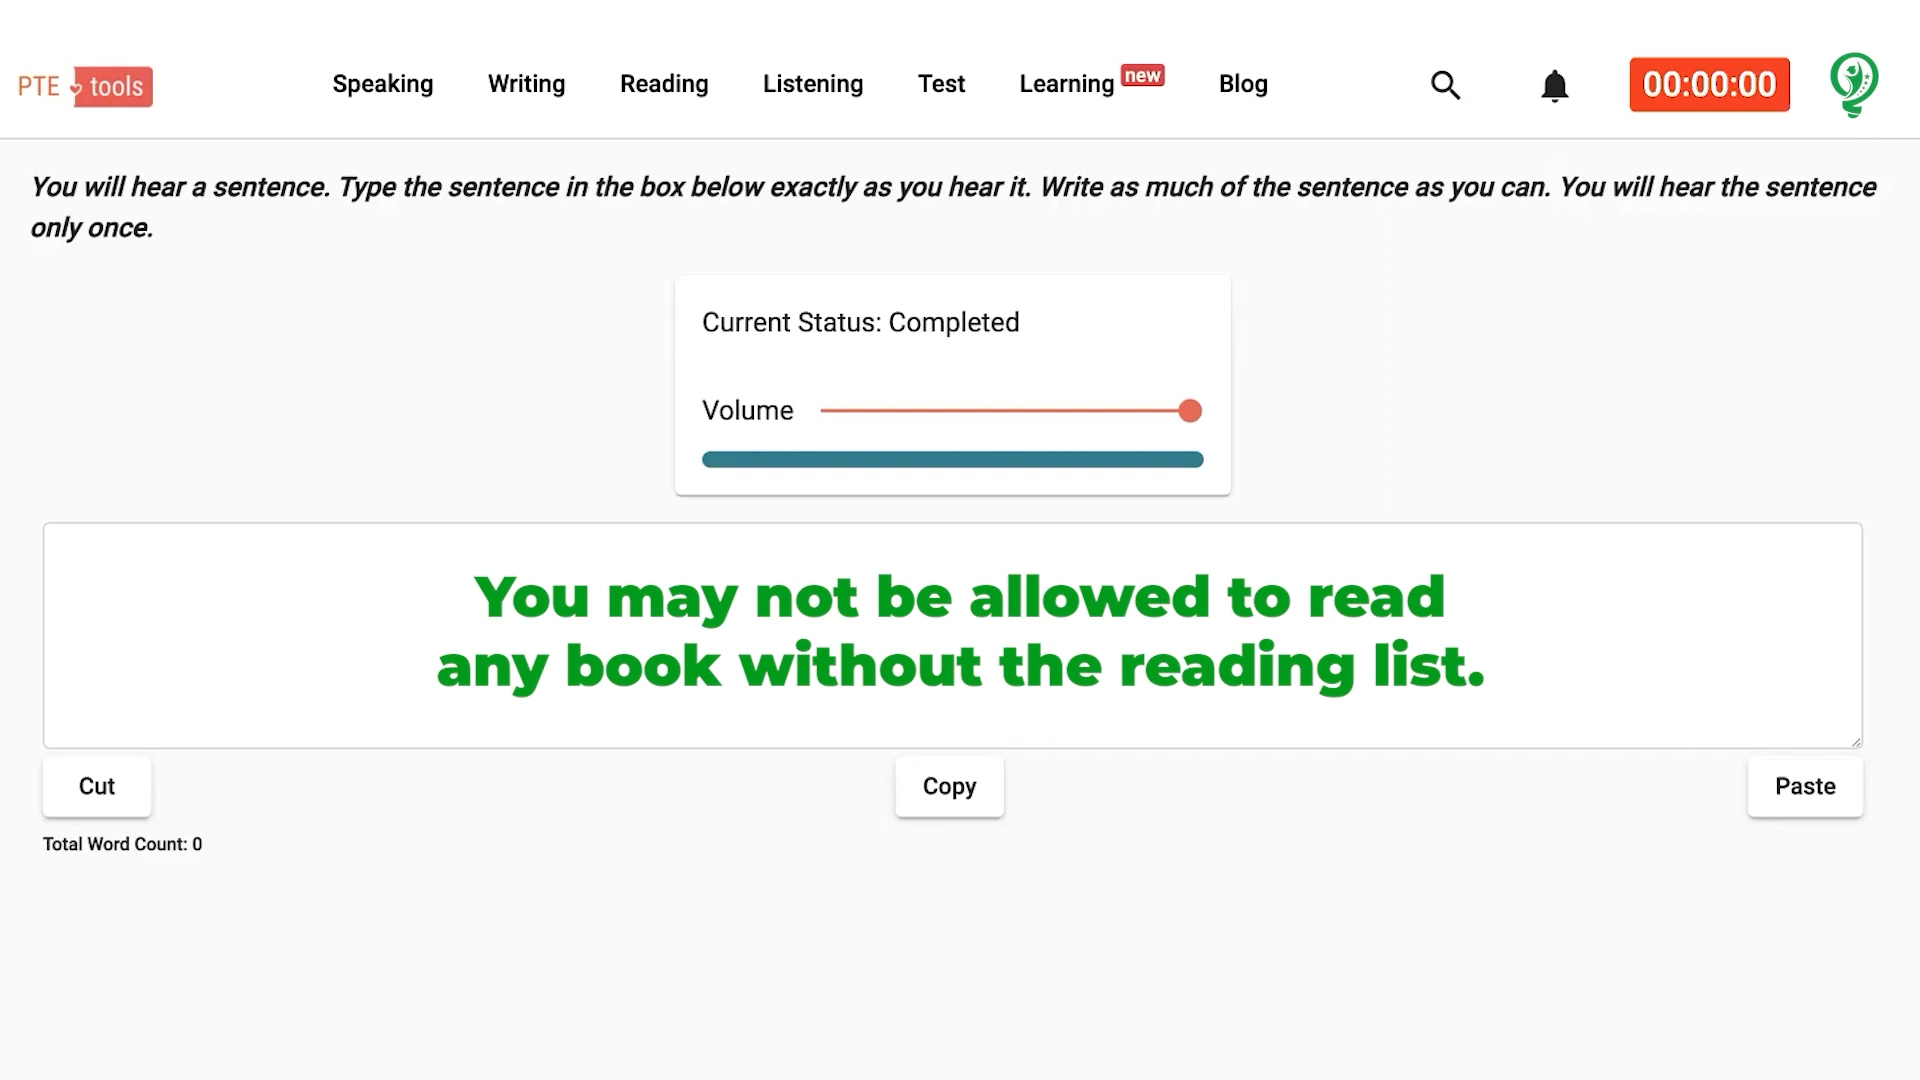 PTE tools
Speaking Writing Reading Listening Test Learning new Blog
00:00:00
You will hear a sentence. Type the sentence in the box below exactly as you hear it. Write as much of the sentence as you can. You will hear the sentence
only once.
Current Status: Completed
Volume
You may not be allowed to read
any book without the reading list.
Cut Copy Paste
Total Word Count: 0